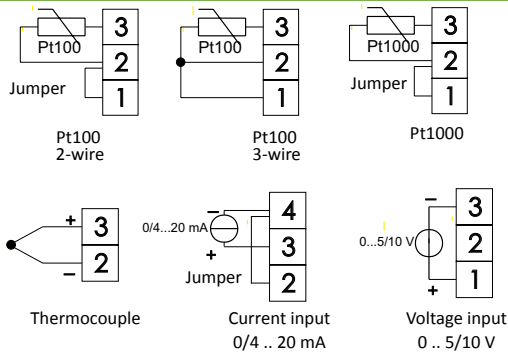 Pt100
3
2
1
Jumper
Pt100
2-wire
Pt100
3
2
1
Pt100
3-wire
Pt1000
3
2
1
Jumper
Pt1000
+
3
−
2
Thermocouple
−
4
0/4...20 mA
3
+
2
Jumper
Current input
0/4 .. 20 mA
−
3
0...5/10 V
2
+
1
Voltage input
0 .. 5/10 V